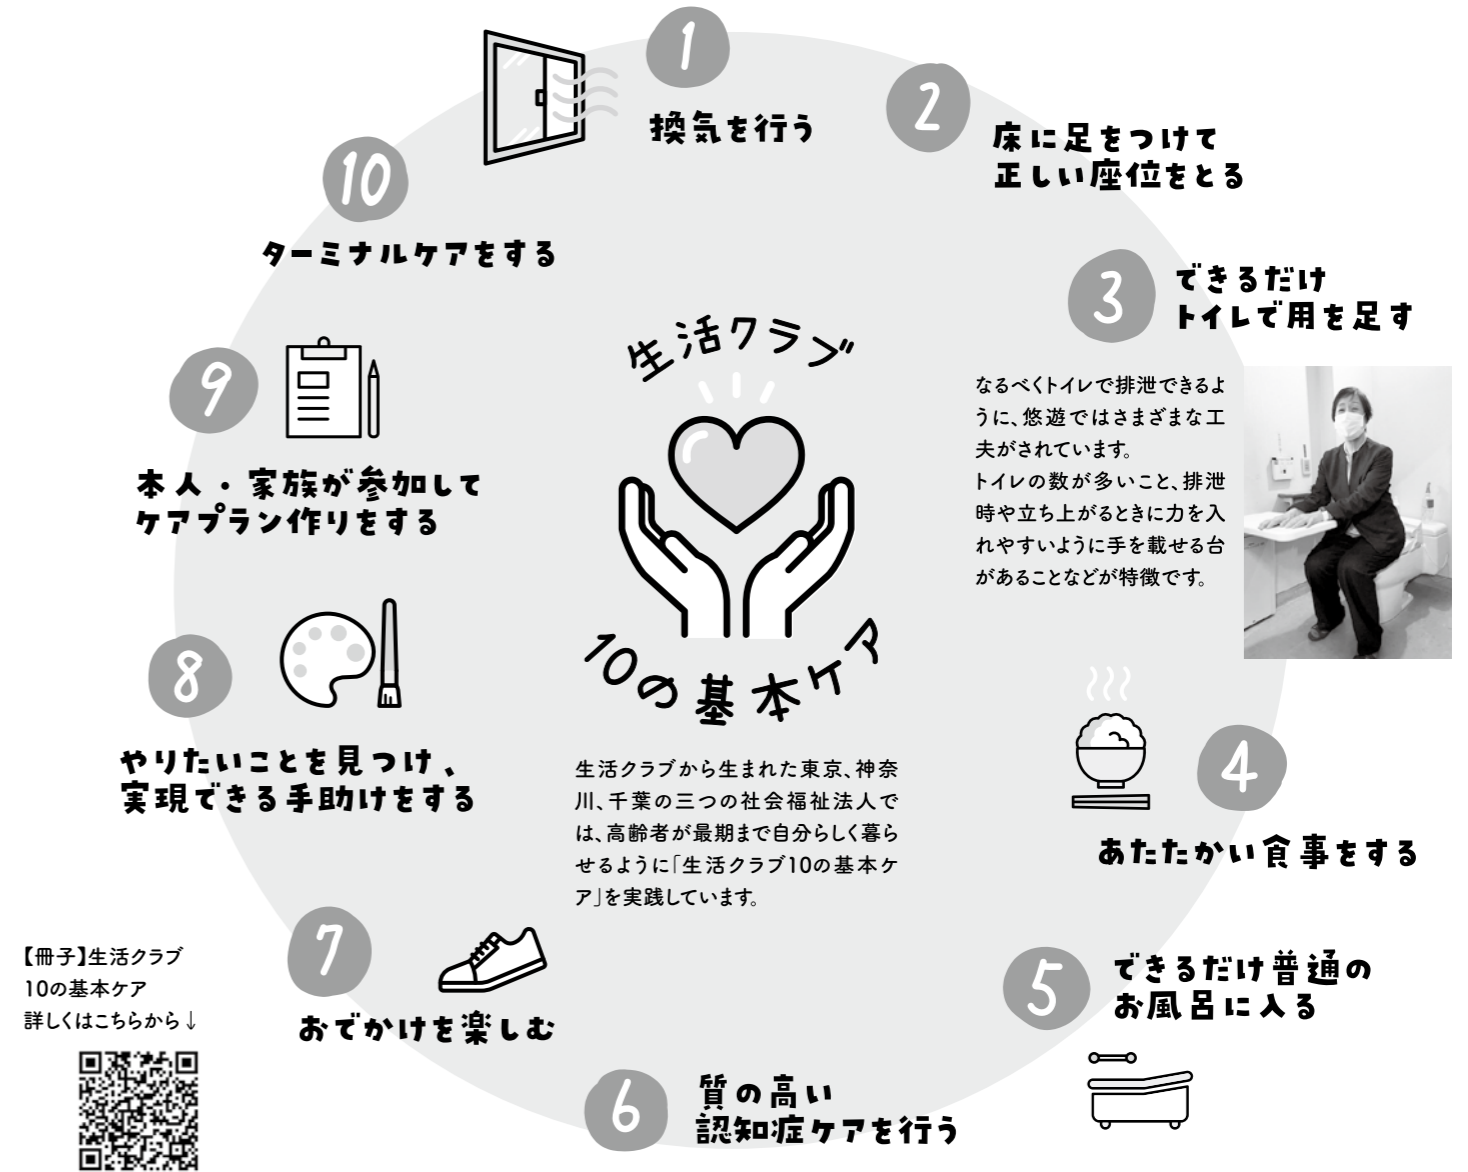 生活クラブ
10の基本ケア
生活クラブから生まれた東京、神奈
川、千葉の三つの社会福祉法人で
は、高齢者が最期まで自分らしく暮ら
せるように「生活クラブ10の基本ケ
ア」を実践しています。
1
換気を行う
2
床に足をつけて
正しい座位をとる
3
できるだけ
トイレで用を足す
なるべくトイレで排泄できるよ
うに、悠遊ではさまざまな工
夫がされています。
トイレの数が多いこと、排泄
時や立ち上がるときに力を入
れやすいように手を載せる台
があることなどが特徴です。
4
あたたかい食事をする
5
できるだけ普通の
お風呂に入る
6
質の高い
認知症ケアを行う
7
おでかけを楽しむ
8
やりたいことを見つけ、
実現できる手助けをする
9
本人・家族が参加して
ケアプラン作りをする
10
ターミナルケアをする
【冊子】生活クラブ
10の基本ケア
詳しくはこちらから↓